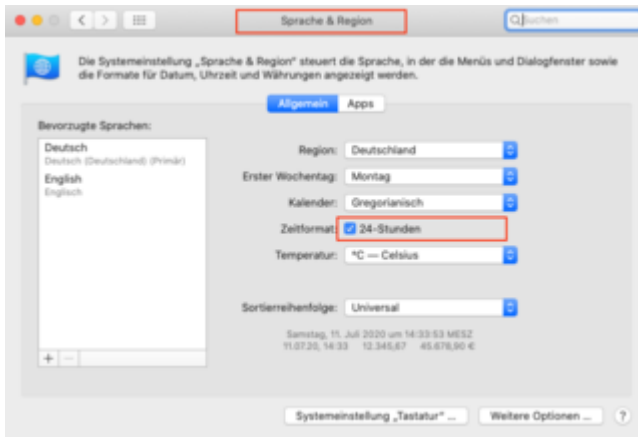 Sprache & Region
Suchen
Die Systemeinstellung „Sprache & Region" steuert die Sprache, in der die Menüs und Dialogfenster sowie
die Formate für Datum, Uhrzeit und Währungen angezeigt werden.
Allgemein Apps
Bevorzugte Sprachen:
Deutsch
Deutsch (Deutschland) (Primär)
English
Englisch
Region: Deutschland
Erster Wochentag: Montag
Kalender: Gregorianisch
Zeitformat: 24-Stunden
Temperatur: °C — Celsius
Sortierreihenfolge: Universal
Samstag, 11. Juli 2020 um 14:33:53 MESZ
11.07.20, 14:33 12.345,67 45.678,90 €
+ −
Systemeinstellung „Tastatur" ... Weitere Optionen ... ?